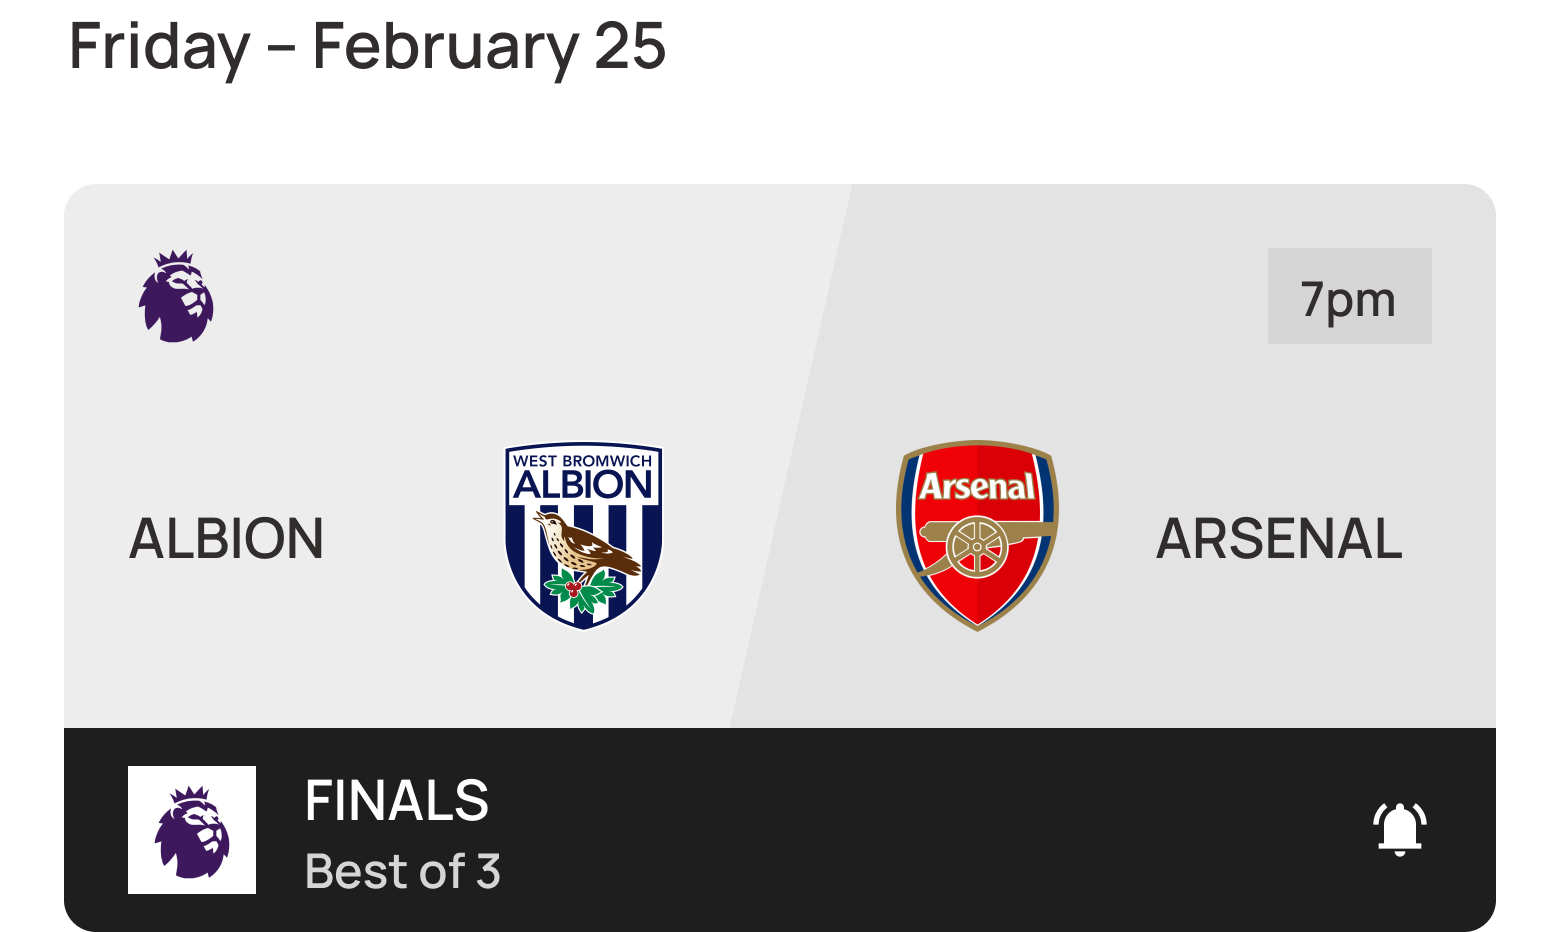 Friday – February 25
7pm
ALBION
WEST BROMWICH
ALBION
Arsenal
ARSENAL
FINALS
Best of 3